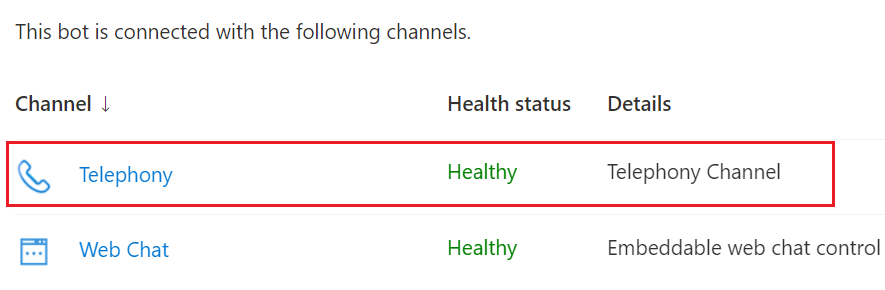 This bot is connected with the following channels.
Channel ↓ Health status Details
Telephony Healthy Telephony Channel
Web Chat Healthy Embeddable web chat control